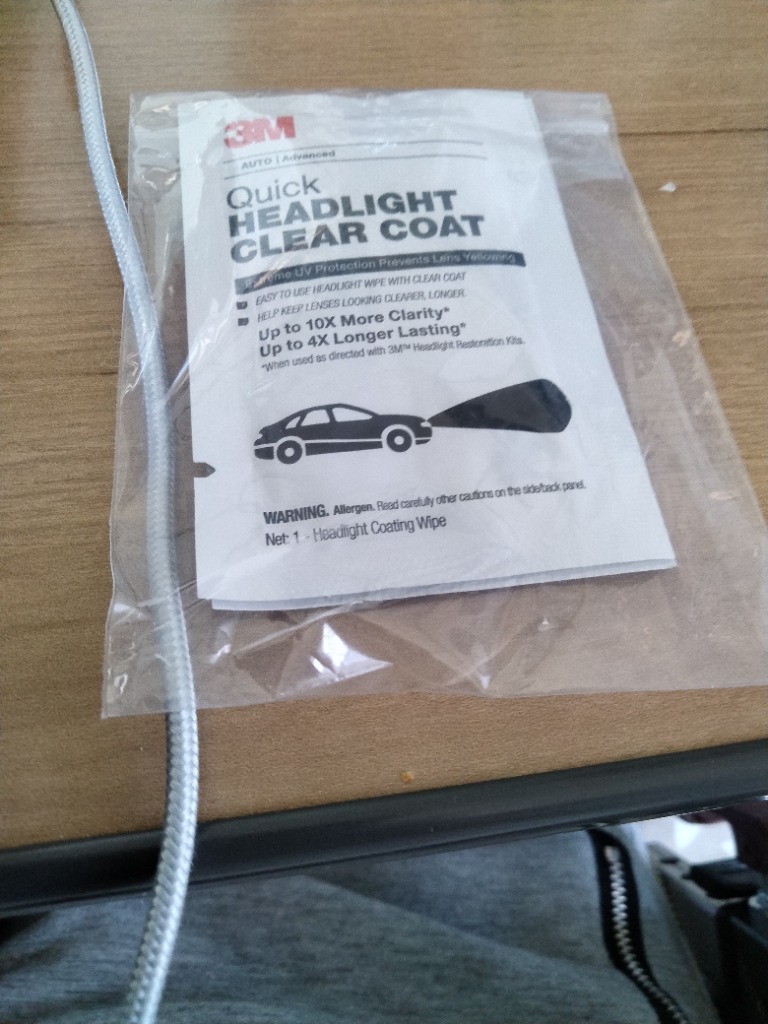 3M
AUTO | Advanced
Quick
HEADLIGHT
CLEAR COAT
Extreme UV Protection Prevents Lens Yellowing
EASY TO USE HEADLIGHT WIPE WITH CLEAR COAT
HELP KEEP LENSES LOOKING CLEARER, LONGER.
Up to 10X More Clarity*
Up to 4X Longer Lasting*
*When used as directed with 3M™ Headlight Restoration Kits.
WARNING. Allergen. Read carefully other cautions on the side/back panel.
Net: 1 - Headlight Coating Wipe